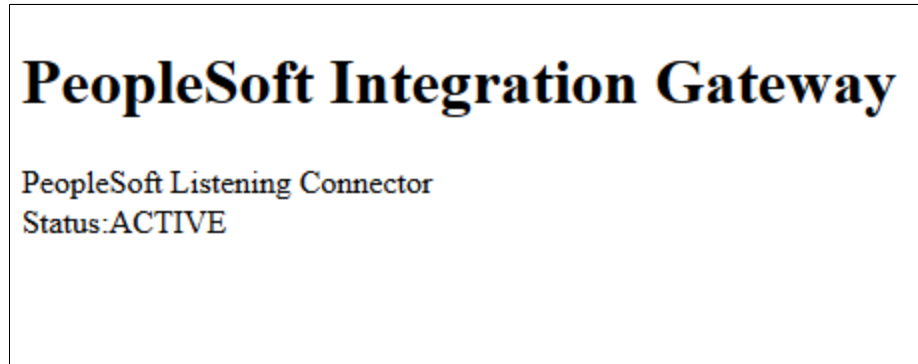 PeopleSoft Integration Gateway
PeopleSoft Listening Connector
Status:ACTIVE